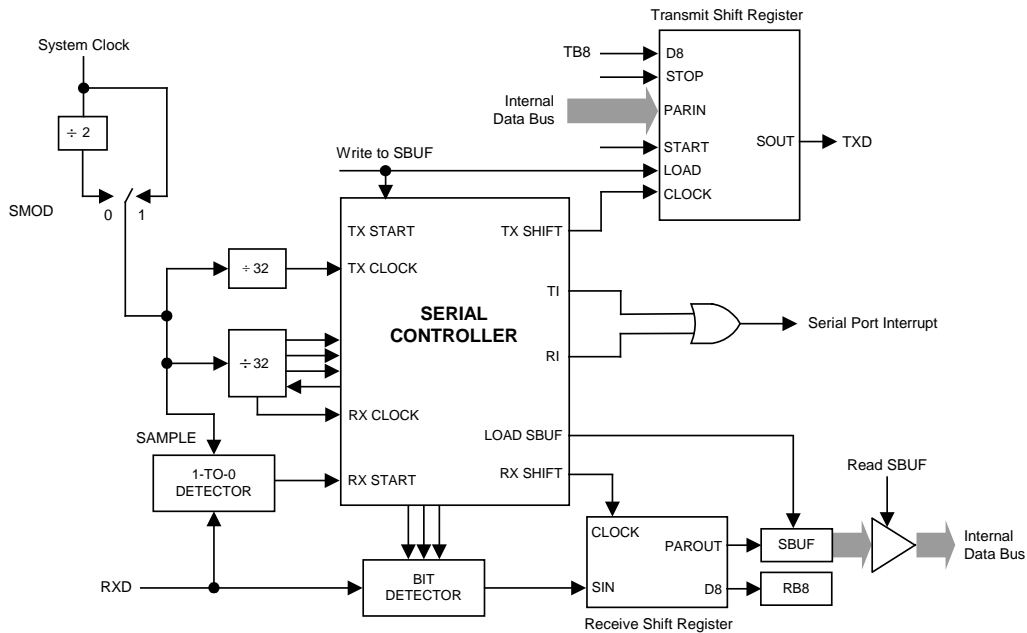 Transmit Shift Register
System Clock
TB8
D8
STOP
Internal
Data Bus
PARIN
÷ 2
START
SOUT
TXD
Write to SBUF
LOAD
CLOCK
SMOD
0
1
TX START
TX SHIFT
÷ 32
TX CLOCK
TI
SERIAL
CONTROLLER
Serial Port Interrupt
÷ 32
RI
RX CLOCK
SAMPLE
LOAD SBUF
1-TO-0
DETECTOR
RX START
RX SHIFT
Read SBUF
CLOCK
PAROUT
SBUF
Internal
Data Bus
RXD
BIT
DETECTOR
SIN
D8
RB8
Receive Shift Register